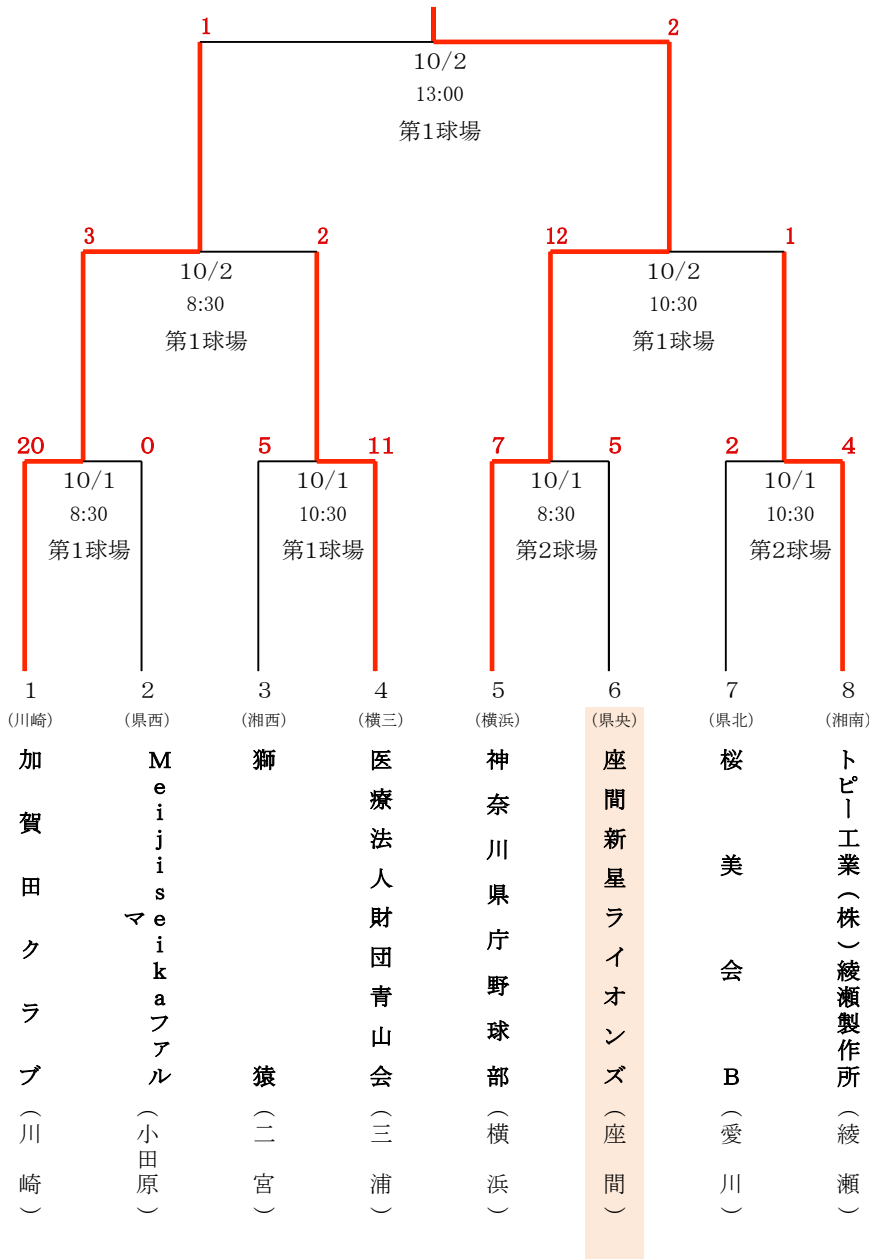 1 2
10/2
13:00
第1球場
3 2 12 1
10/2 10/2
8:30 10:30
第1球場 第1球場
20 0 5 11 7 5 2 4
10/1 10/1 10/1 10/1
8:30 10:30 8:30 10:30
第1球場 第1球場 第2球場 第2球場
1 2 3 4 5 6 7 8
(川崎) (県西) (湘西) (横三) (横浜) (県央) (県北) (湘南)
加賀田クラブ(川崎)
Meijiseikaファルマ(小田原)
獅猿(二宮)
医療法人財団青山会(三浦)
神奈川県庁野球部(横浜)
座間新星ライオンズ(座間)
桜美会B(愛川)
トピー工業(株)綾瀬製作所(綾瀬)